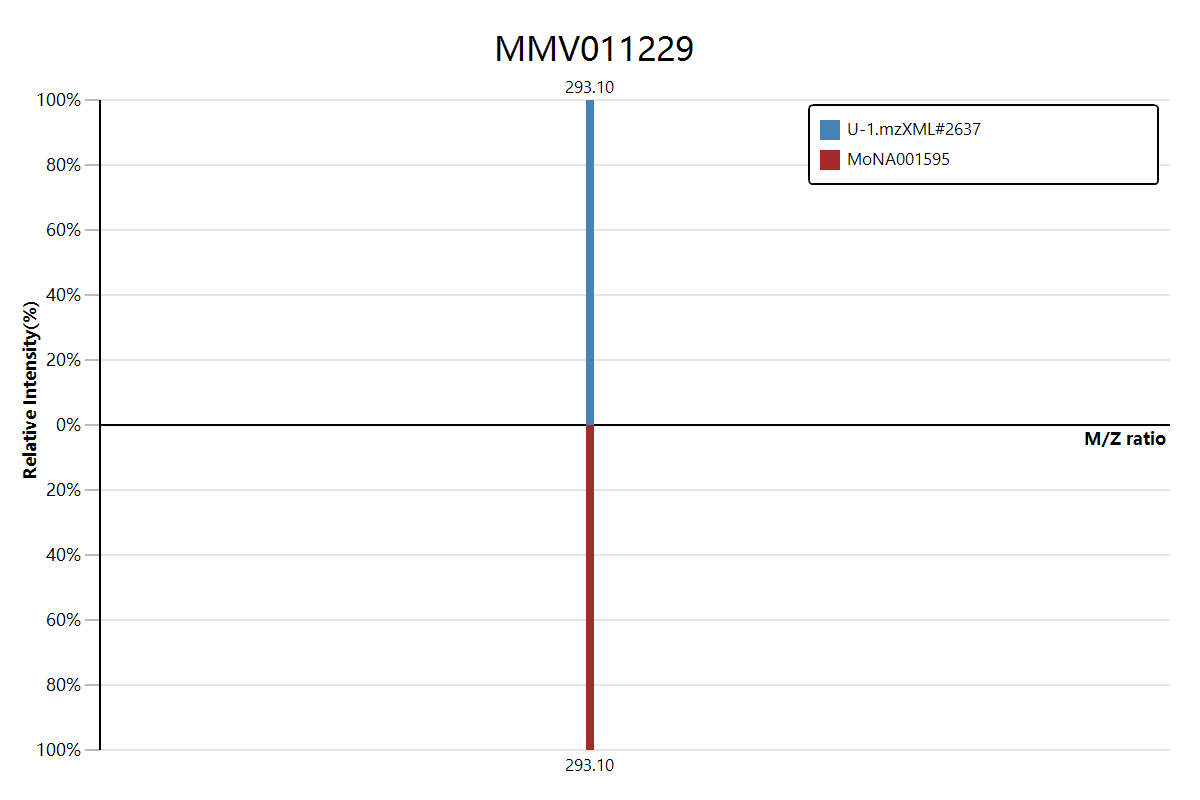 MMV011229
293.10
U-1.mzXML#2637
MoNA001595
100%
80%
60%
40%
20%
0%
20%
40%
60%
80%
100%
Relative Intensity(%)
M/Z ratio
293.10